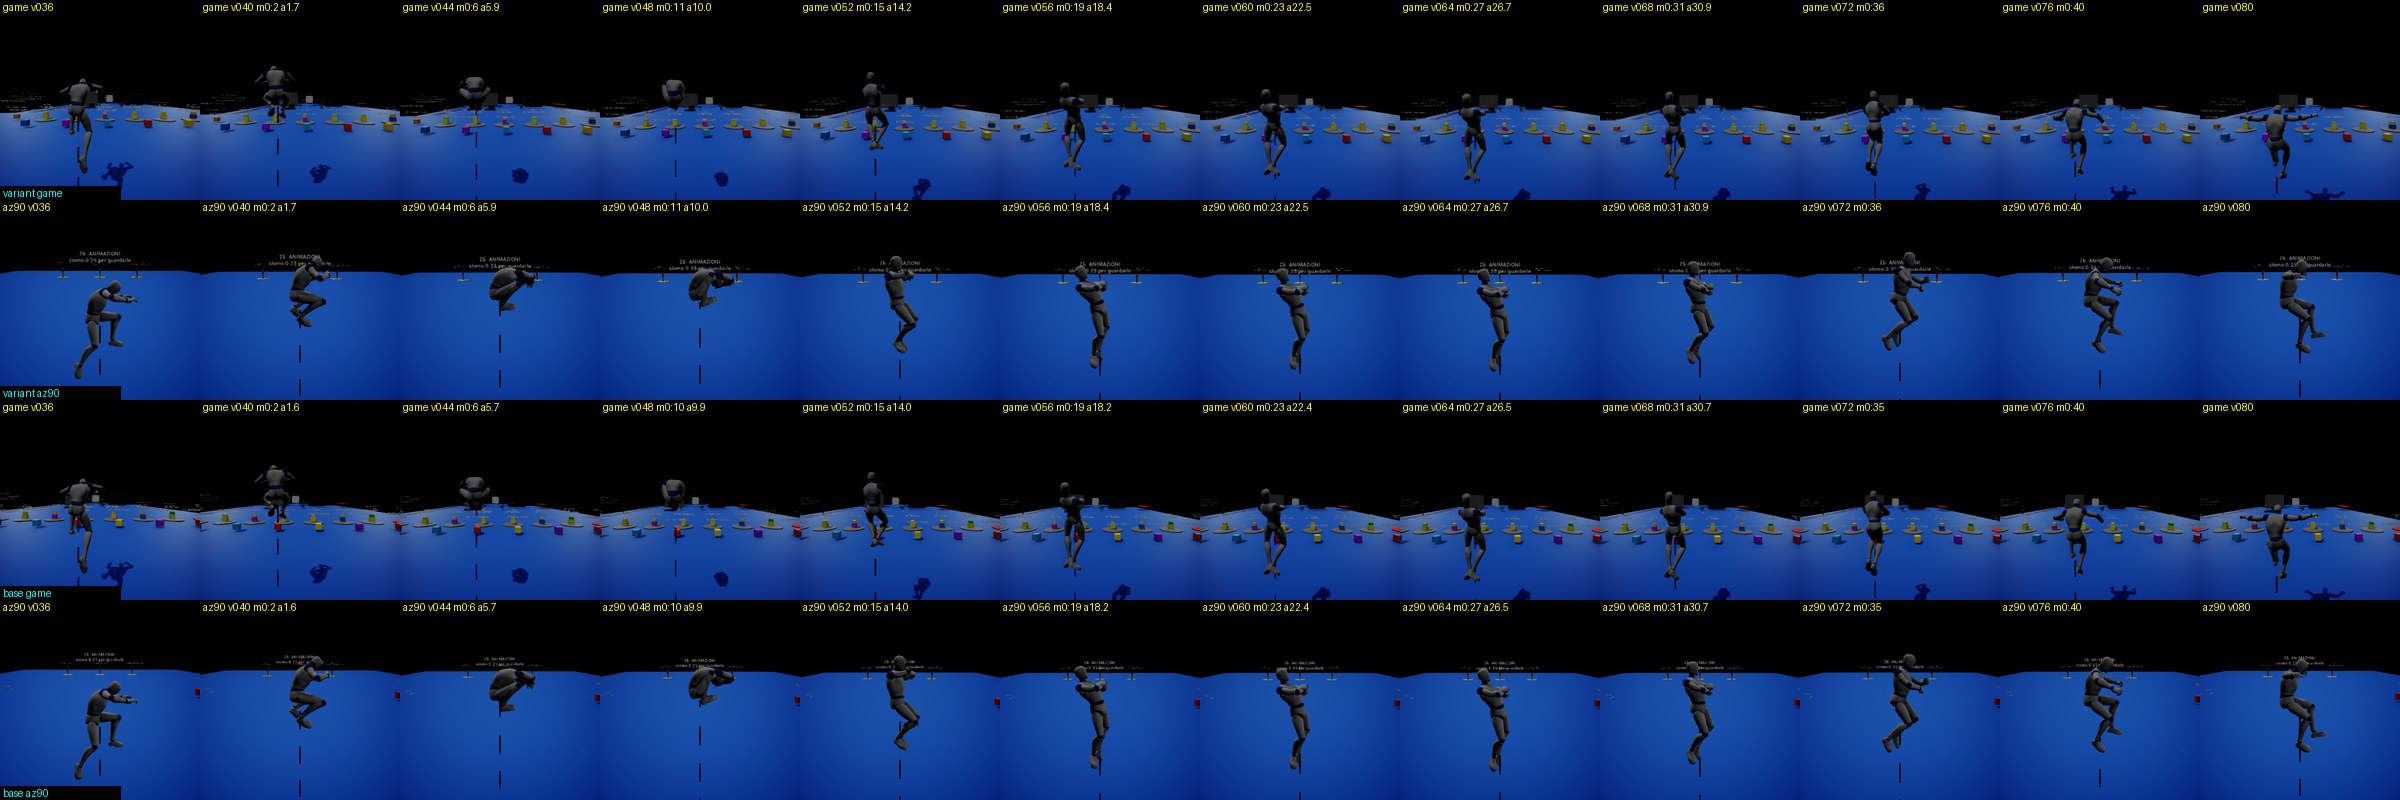 game v036 game v040 m0:2 a1.7 game v044 m0:6 a5.9 game v048 m0:11 a10.0 game v052 m0:15 a14.2 game v056 m0:19 a18.4 game v060 m0:23 a22.5 game v064 m0:27 a26.7 game v068 m0:31 a30.9 game v072 m0:36 game v076 m0:40 game v080
variant game
az90 v036 az90 v040 m0:2 a1.7 az90 v044 m0:6 a5.9 az90 v048 m0:11 a10.0 az90 v052 m0:15 a14.2 az90 v056 m0:19 a18.4 az90 v060 m0:23 a22.5 az90 v064 m0:27 a26.7 az90 v068 m0:31 a30.9 az90 v072 m0:36 az90 v076 m0:40 az90 v080
26 ANIMAZIONI
slomo 0.25 per guardarle
variant az90
game v036 game v040 m0:2 a1.6 game v044 m0:6 a5.7 game v048 m0:10 a9.9 game v052 m0:15 a14.0 game v056 m0:19 a18.2 game v060 m0:23 a22.4 game v064 m0:27 a26.5 game v068 m0:31 a30.7 game v072 m0:35 game v076 m0:40 game v080
base game
az90 v036 az90 v040 m0:2 a1.6 az90 v044 m0:6 a5.7 az90 v048 m0:10 a9.9 az90 v052 m0:15 a14.0 az90 v056 m0:19 a18.2 az90 v060 m0:23 a22.4 az90 v064 m0:27 a26.5 az90 v068 m0:31 a30.7 az90 v072 m0:35 az90 v076 m0:40 az90 v080
26 ANIMAZIONI
slomo 0.25 per guardarle
base az90